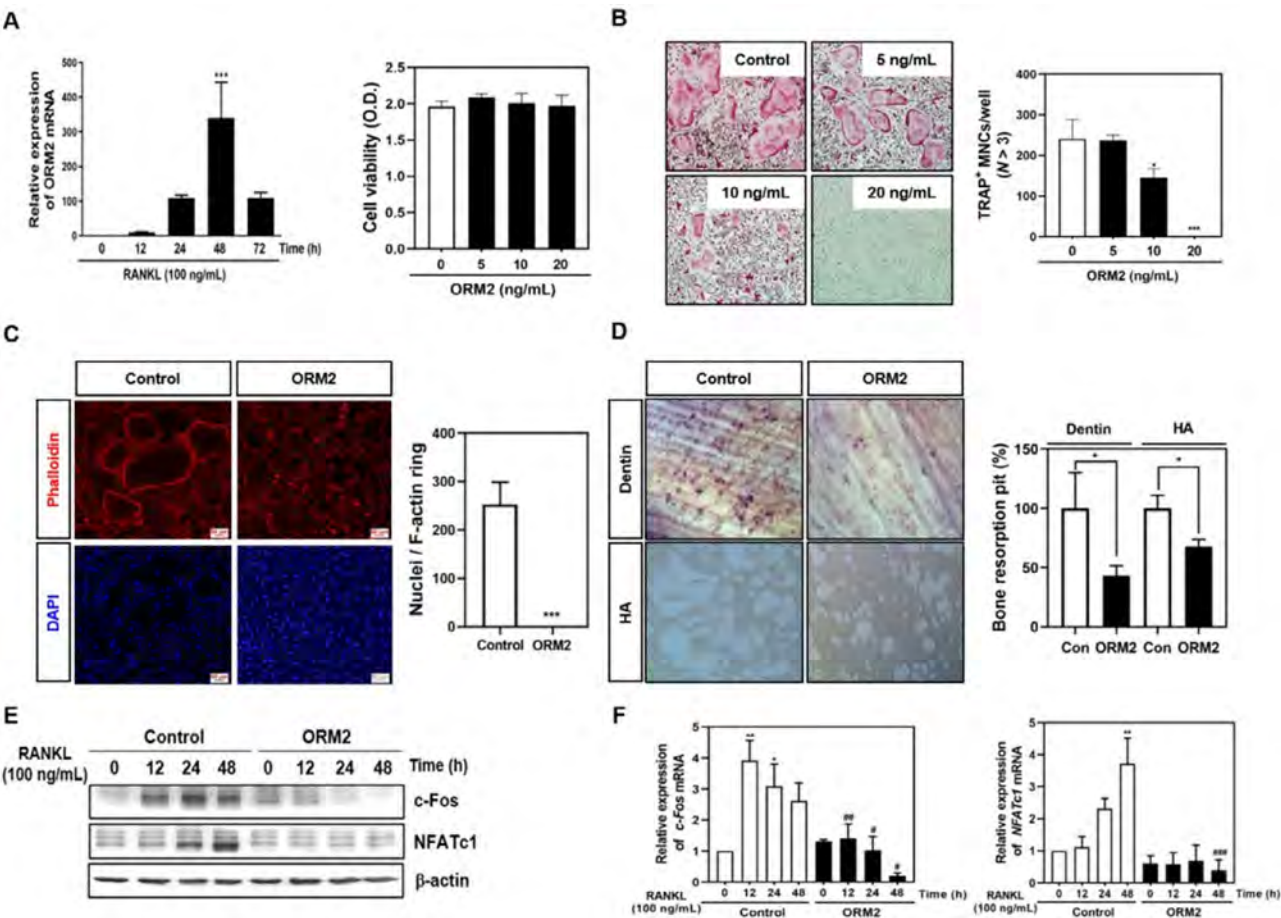 A
Relative expression
of ORM2 mRNA
500
400
300
200
100
0
***
0 12 24 48 72 Time (h)
RANKL (100 ng/mL)
Cell viability (O.D.)
2.5
2.0
1.5
1.0
0.5
0.0
0 5 10 20
ORM2 (ng/mL)
B
Control
5 ng/mL
10 ng/mL
20 ng/mL
TRAP⁺ MNCs/well
(N > 3)
400
300
200
100
0
*
***
0 5 10 20
ORM2 (ng/mL)
C
Control ORM2
Phalloidin
DAPI
Nuclei / F-actin ring
400
300
200
100
0
***
Control ORM2
D
Control ORM2
Dentin
HA
Bone resorption pit (%)
Dentin HA
150
100
50
0
* *
Con ORM2 Con ORM2
E
Control ORM2
RANKL
(100 ng/mL)
0 12 24 48 0 12 24 48 Time (h)
c-Fos
NFATc1
β-actin
F
Relative expression
of c-Fos mRNA
5
4
3
2
1
0
**
*
##
#
#
0 12 24 48 0 12 24 48 Time (h)
RANKL
(100 ng/mL)
Control ORM2
Relative expression
of NFATc1 mRNA
5
4
3
2
1
0
**
###
0 12 24 48 0 12 24 48 Time (h)
RANKL
(100 ng/mL)
Control ORM2